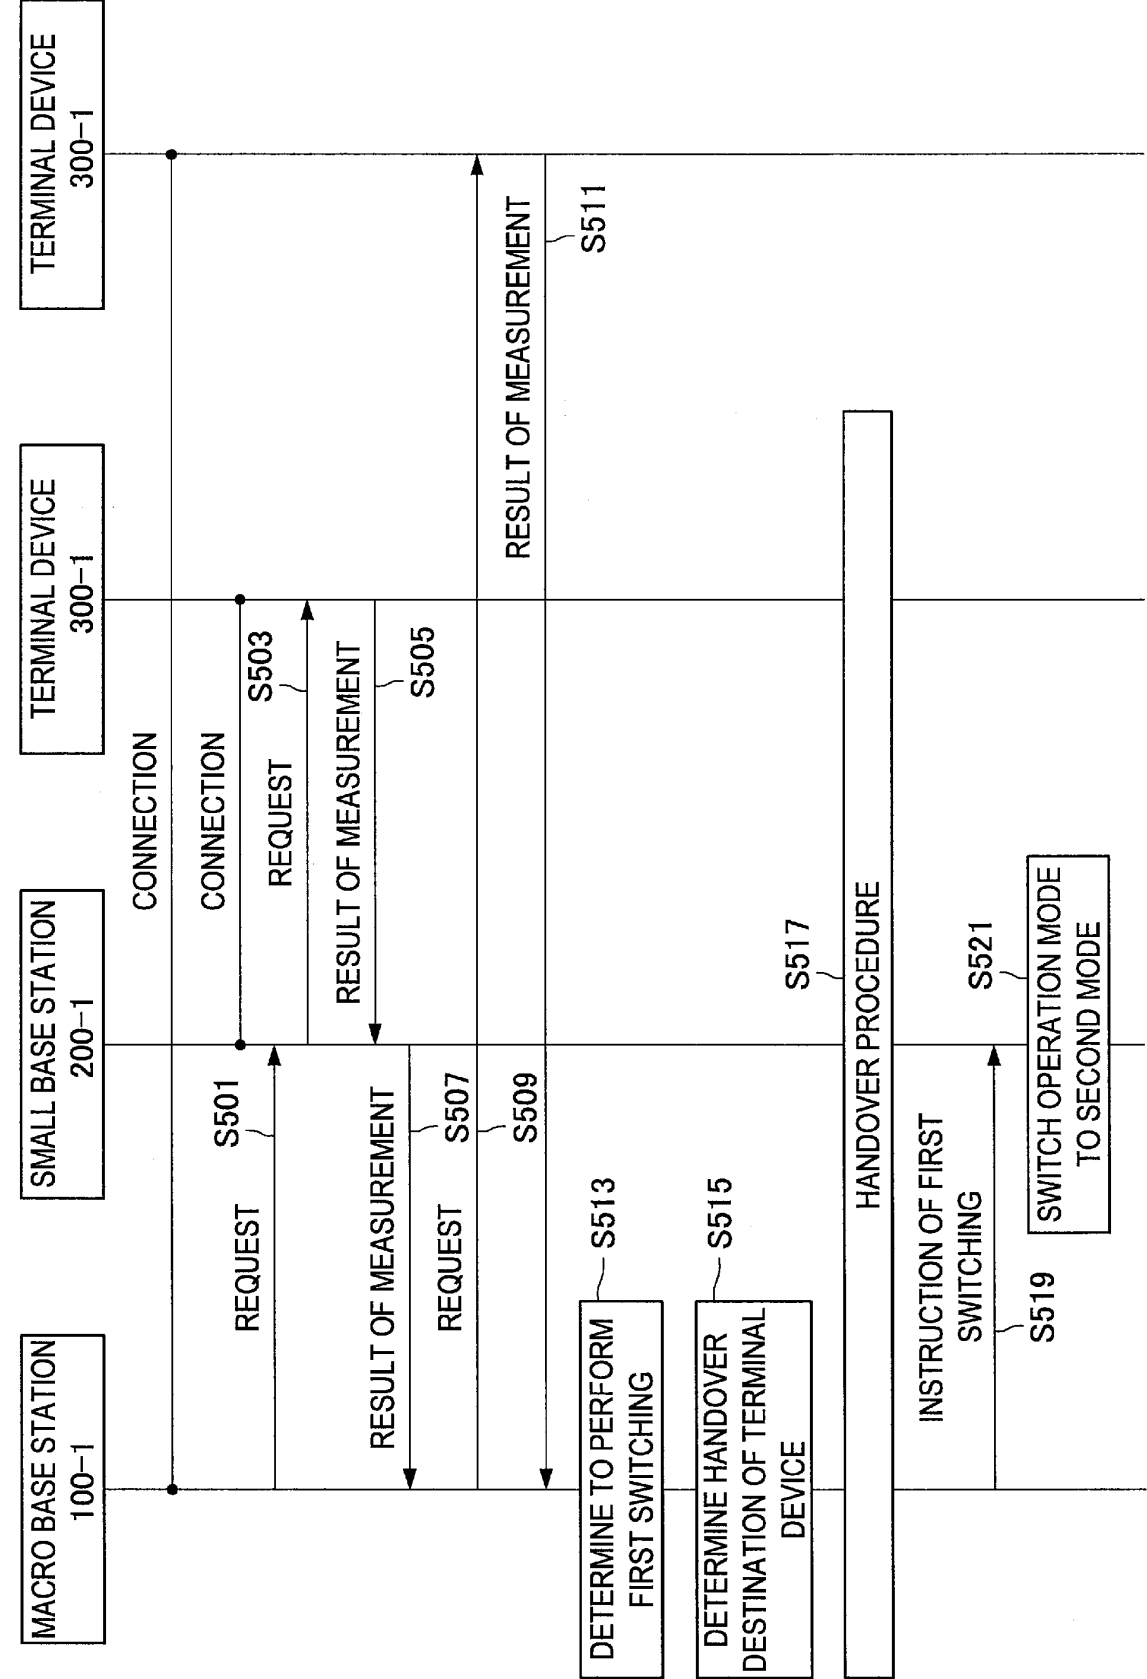 MACRO BASE STATION
100-1
SMALL BASE STATION
200-1
TERMINAL DEVICE
300-1
TERMINAL DEVICE
300-1
CONNECTION
CONNECTION
REQUEST
S501
REQUEST
S503
RESULT OF MEASUREMENT
S505
RESULT OF MEASUREMENT
S507
REQUEST
S509
RESULT OF MEASUREMENT
S511
DETERMINE TO PERFORM
FIRST SWITCHING
S513
DETERMINE HANDOVER
DESTINATION OF TERMINAL
DEVICE
S515
HANDOVER PROCEDURE
S517
INSTRUCTION OF FIRST
SWITCHING
S519
SWITCH OPERATION MODE
TO SECOND MODE
S521